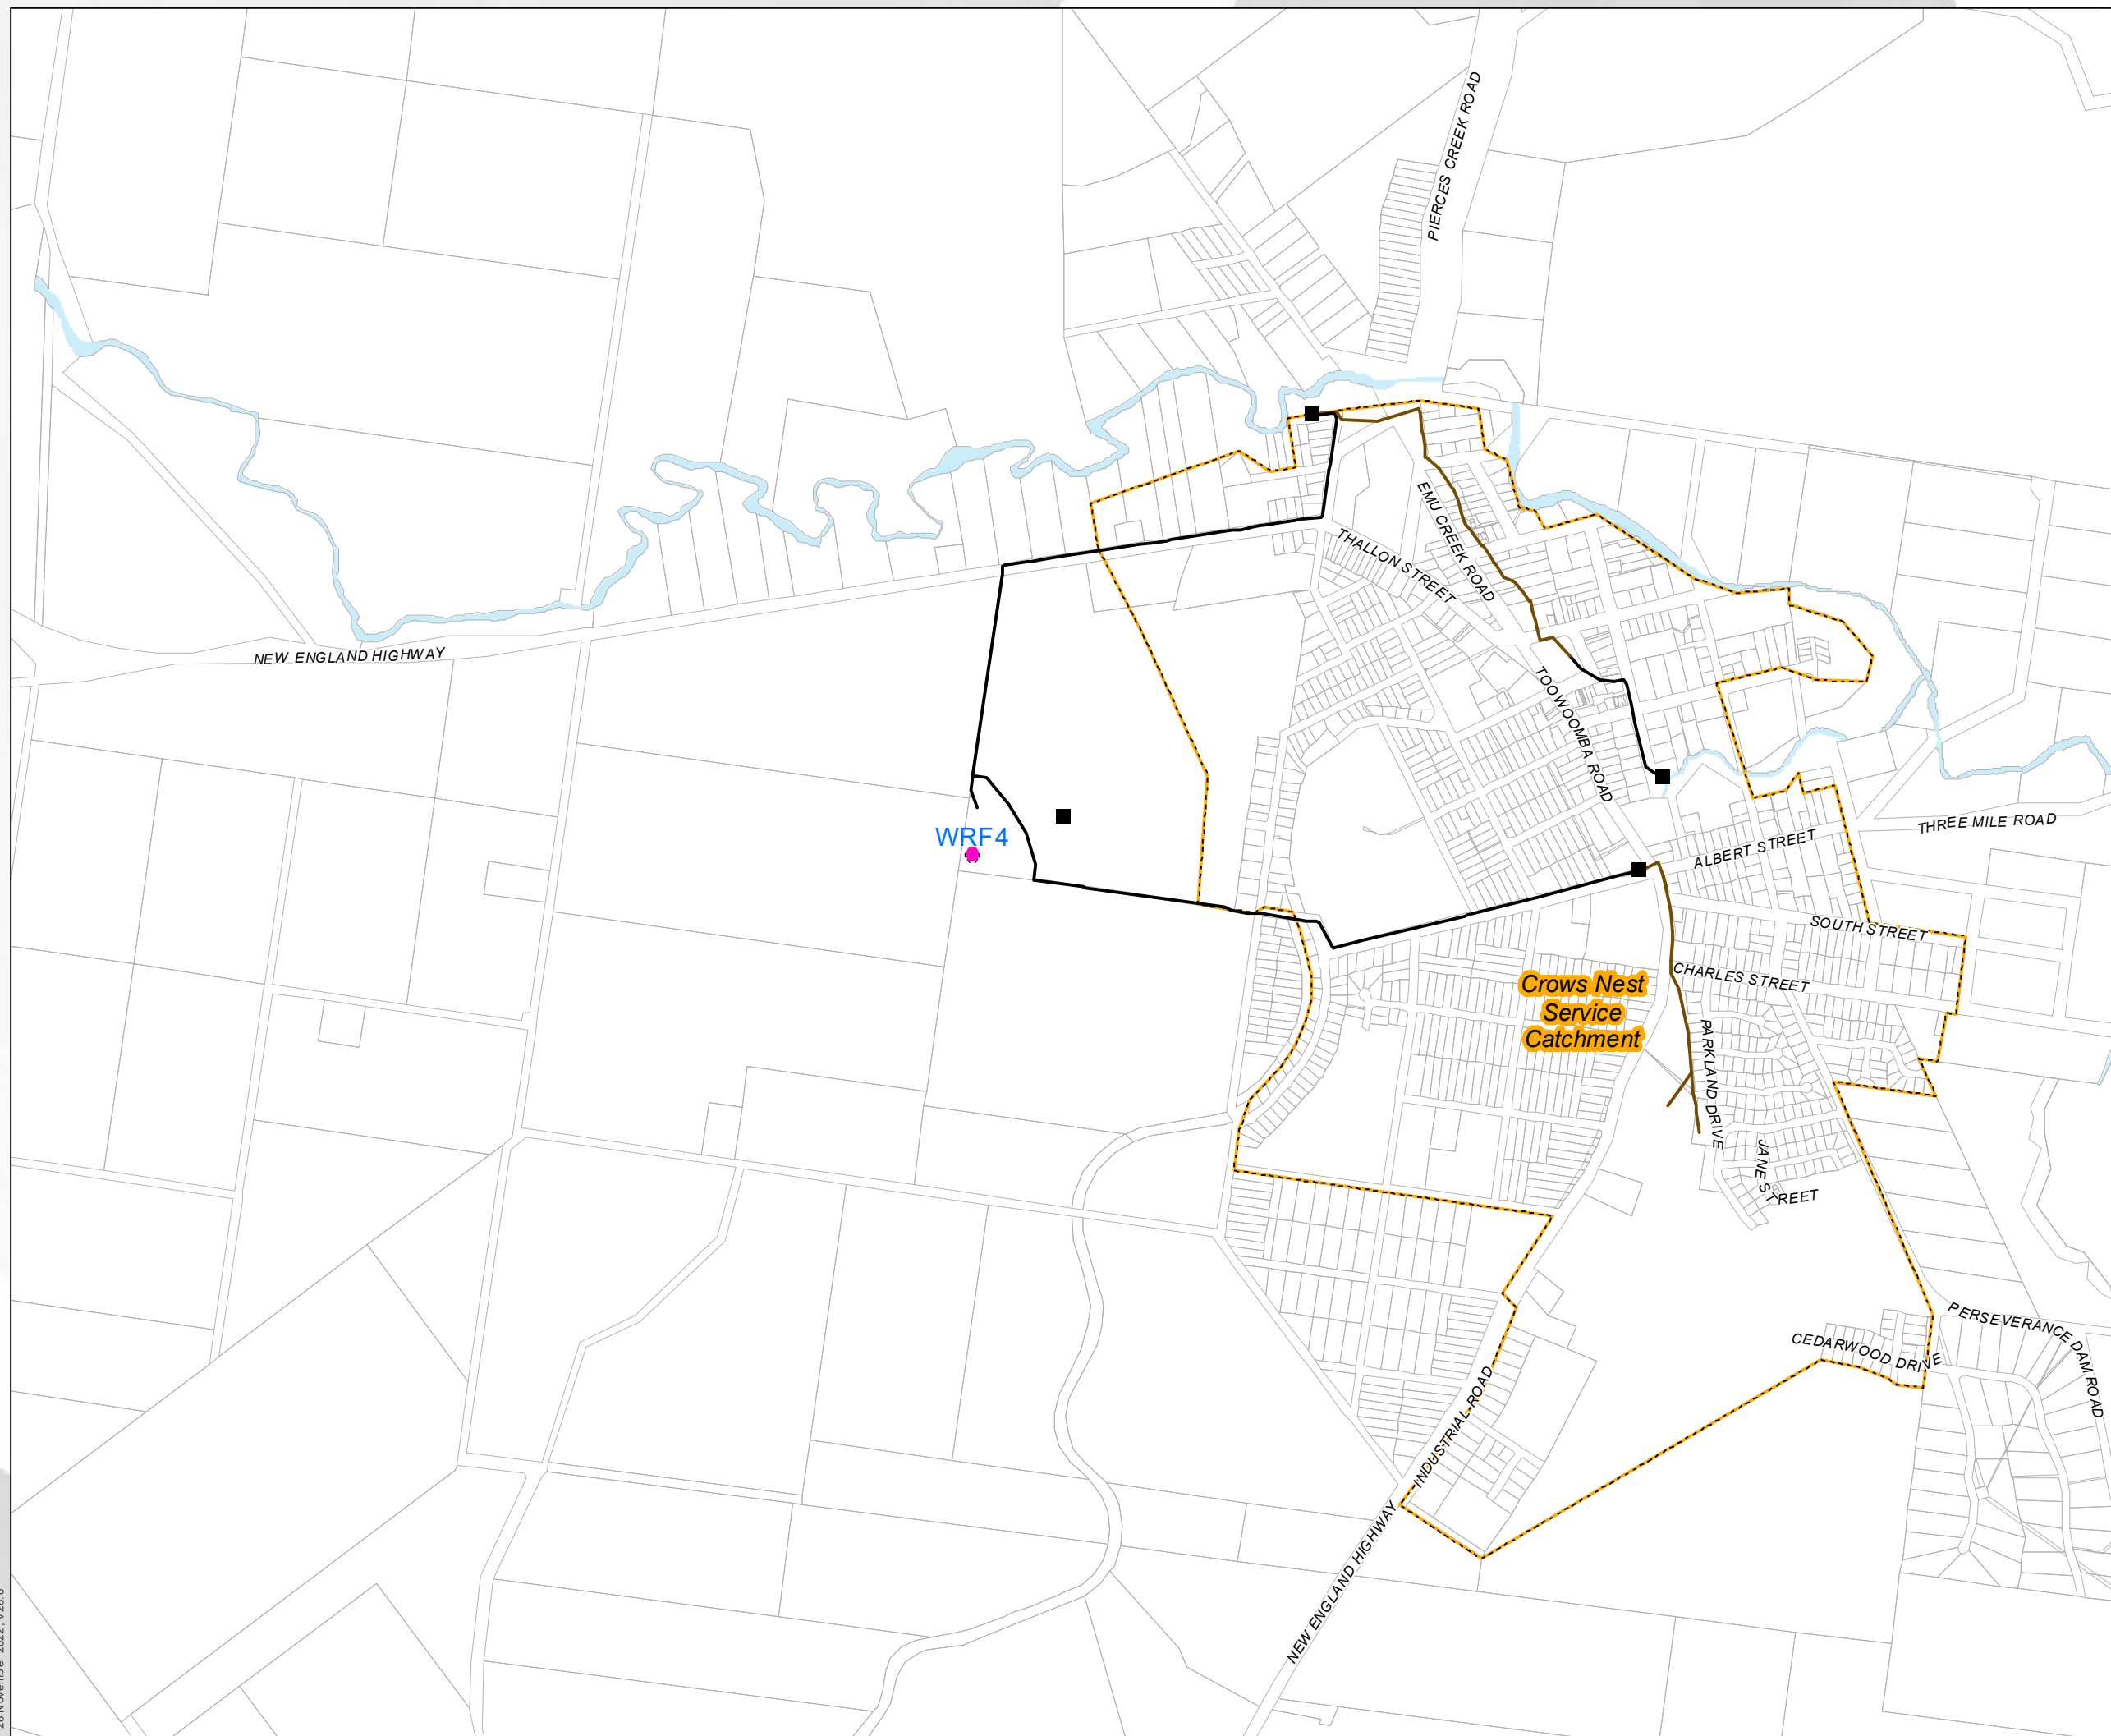 PIERCES CREEK ROAD
EMU CREEK ROAD
THALLON STREET
NEW ENGLAND HIGHWAY
TOOWOOMBA ROAD
WRF4
THREE MILE ROAD
ALBERT STREET
SOUTH STREET
CHARLES STREET
Crows Nest
Service
Catchment
PARKLAND DRIVE
JANE STREET
PERSEVERANCE DAM ROAD
CEDARWOOD DRIVE
INDUSTRIAL ROAD
NEW ENGLAND HIGHWAY